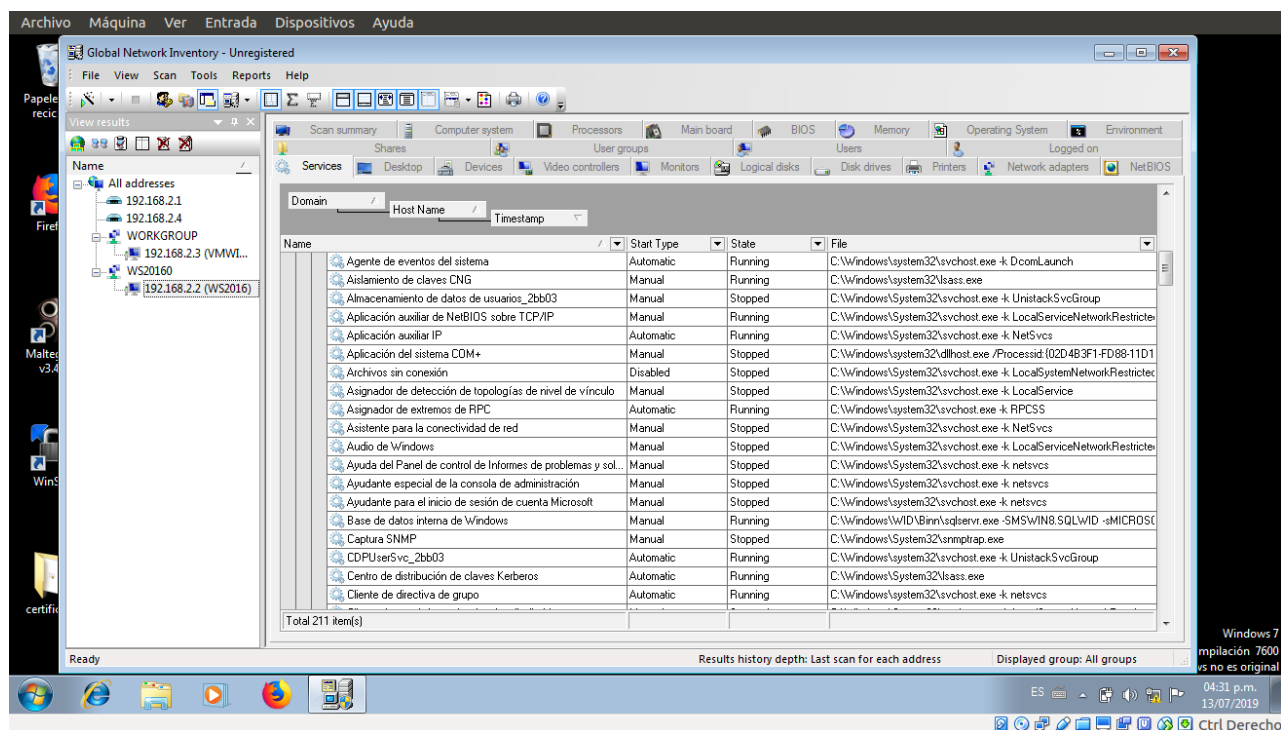 Archivo Máquina Ver Entrada Dispositivos Ayuda
Global Network Inventory - Unregistered
File View Scan Tools Reports Help
View results
Name
All addresses
192.168.2.1
192.168.2.4
WORKGROUP
192.168.2.3 (VMWI...
WS20160
192.168.2.2 (WS2016)
Scan summary Computer system Processors Main board BIOS Memory Operating System Environment
Shares User groups Users Logged on
Services Desktop Devices Video controllers Monitors Logical disks Disk drives Printers Network adapters NetBIOS
Domain
Host Name
Timestamp
Name Start Type State File
Agente de eventos del sistema Automatic Running C:\Windows\system32\svchost.exe -k DcomLaunch
Aislamiento de claves CNG Manual Running C:\Windows\system32\lsass.exe
Almacenamiento de datos de usuarios_2bb03 Manual Stopped C:\Windows\System32\svchost.exe -k UnistackSvcGroup
Aplicación auxiliar de NetBIOS sobre TCP/IP Manual Running C:\Windows\System32\svchost.exe -k LocalServiceNetworkRestricte
Aplicación auxiliar IP Automatic Running C:\Windows\System32\svchost.exe -k NetSvcs
Aplicación del sistema COM+ Manual Stopped C:\Windows\system32\dllhost.exe /Processid:{02D4B3F1-FD88-11D1
Archivos sin conexión Disabled Stopped C:\Windows\System32\svchost.exe -k LocalSystemNetworkRestricted
Asignador de detección de topologías de nivel de vínculo Manual Stopped C:\Windows\System32\svchost.exe -k LocalService
Asignador de extremos de RPC Automatic Running C:\Windows\system32\svchost.exe -k RPCSS
Asistente para la conectividad de red Manual Stopped C:\Windows\System32\svchost.exe -k NetSvcs
Audio de Windows Manual Stopped C:\Windows\System32\svchost.exe -k LocalServiceNetworkRestricte
Ayuda del Panel de control de Informes de problemas y sol... Manual Stopped C:\Windows\System32\svchost.exe -k netsvcs
Ayudante especial de la consola de administración Manual Stopped C:\Windows\System32\svchost.exe -k netsvcs
Ayudante para el inicio de sesión de cuenta Microsoft Manual Stopped C:\Windows\system32\svchost.exe -k netsvcs
Base de datos interna de Windows Manual Running C:\Windows\WID\Binn\sqlservr.exe -SMSWIN8.SQLWID -sMICROS(
Captura SNMP Manual Stopped C:\Windows\System32\snmptrap.exe
CDPUserSvc_2bb03 Automatic Running C:\Windows\system32\svchost.exe -k UnistackSvcGroup
Centro de distribución de claves Kerberos Automatic Running C:\Windows\System32\lsass.exe
Cliente de directiva de grupo Automatic Running C:\Windows\system32\svchost.exe -k netsvcs
Total 211 item(s)
Ready Results history depth: Last scan for each address Displayed group: All groups
Papele
recic
Firef
Malteg
v3.4
WinS
certific
Windows 7
mpilación 7600
vs no es original
ES
04:31 p.m.
13/07/2019
Ctrl Derecho